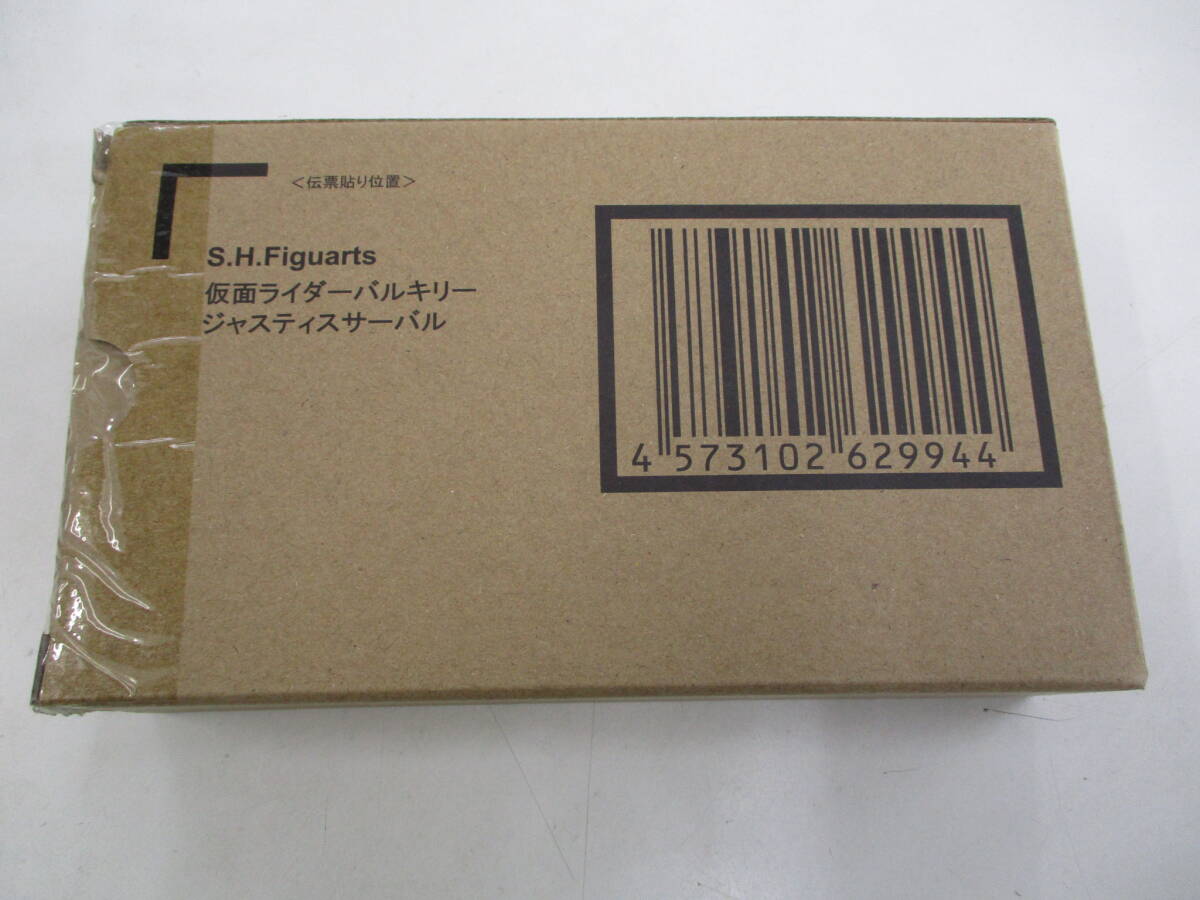 ＜伝票貼り位置＞
S.H.Figuarts
仮面ライダーバルキリー
ジャスティスサーバル
4 573102 629944